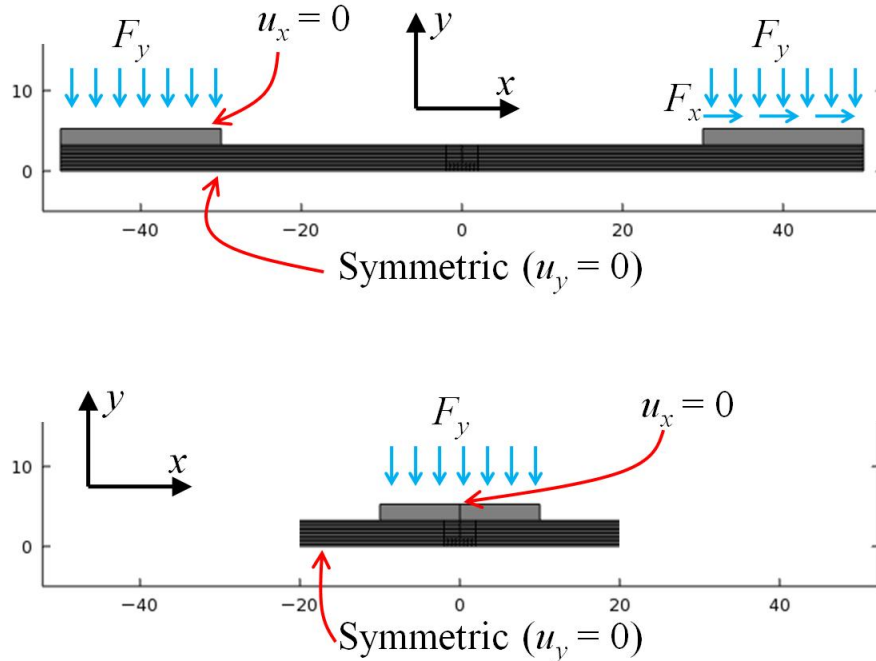 F_y
u_x = 0
y
F_y
10
x
F_x
0
−40
−20
0
20
40
Symmetric (u_y = 0)
y
F_y
u_x = 0
10
x
0
−40
−20
0
20
40
Symmetric (u_y = 0)